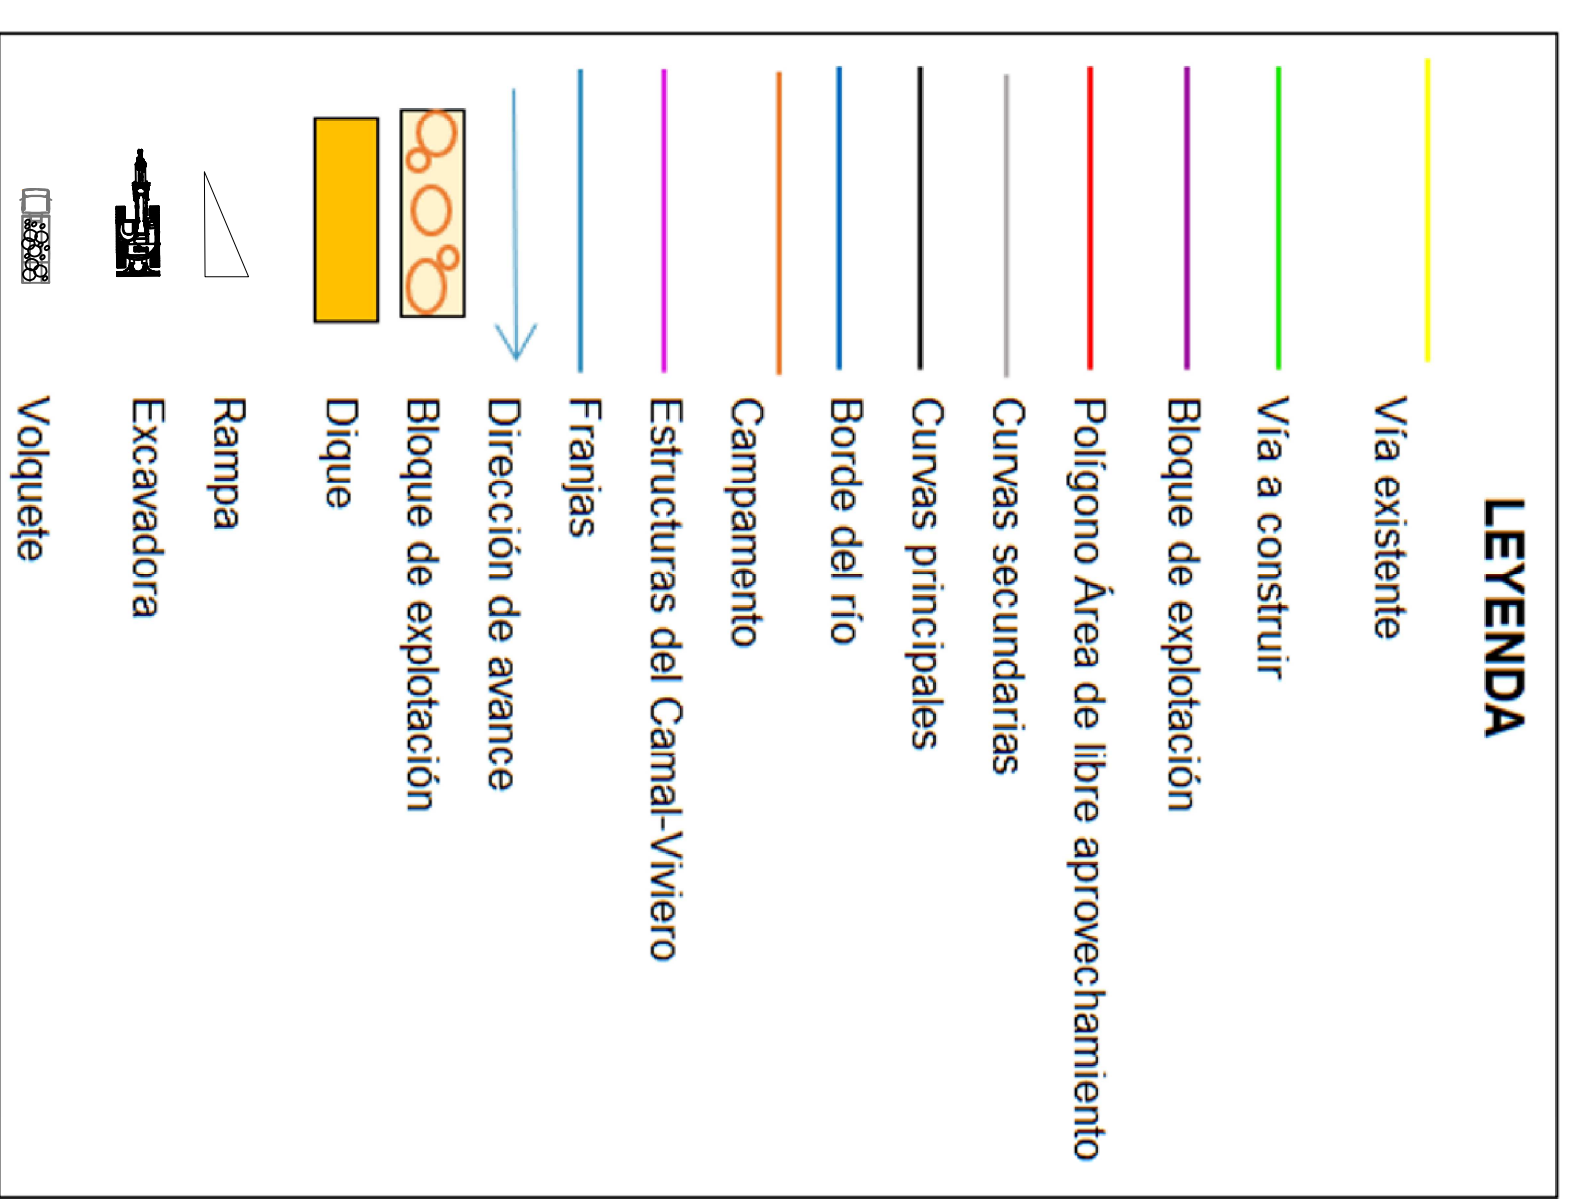 LEYENDA
Vía existente
Vía a construir
Bloque de explotación
Polígono Área de libre aprovechamiento
Curvas secundarias
Curvas principales
Borde del río
Campamento
Estructuras del Camal-Viviero
Franjas
Dirección de avance
Bloque de explotación
Dique
Rampa
Excavadora
Volquete